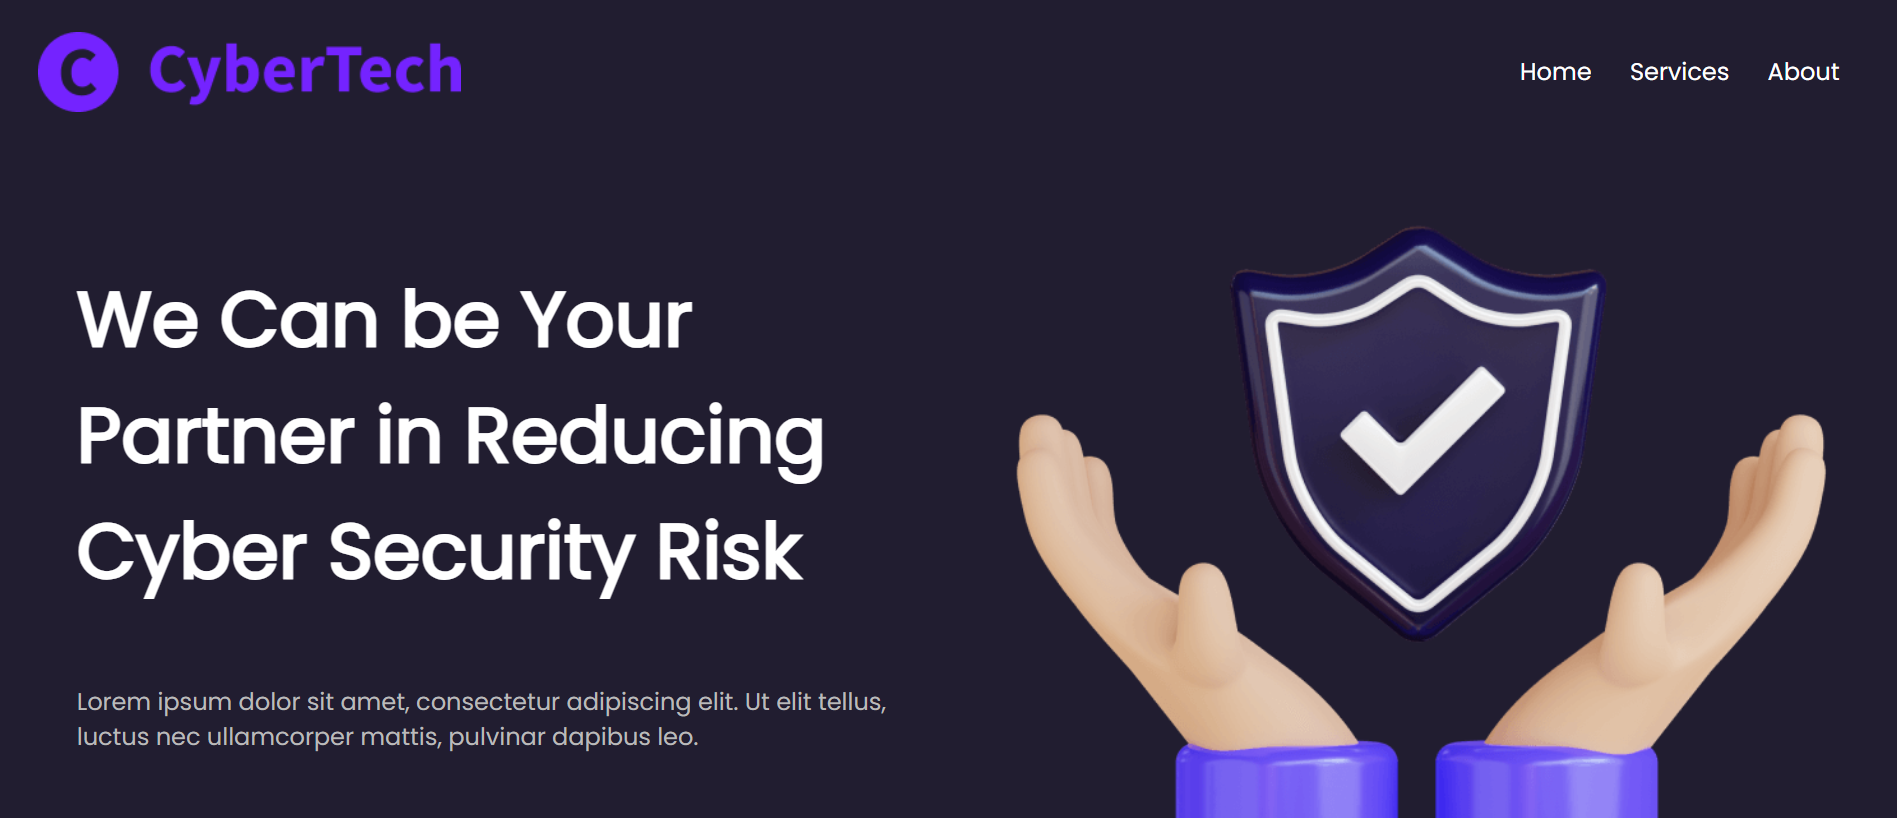 C CyberTech
Home Services About
We Can be Your
Partner in Reducing
Cyber Security Risk
Lorem ipsum dolor sit amet, consectetur adipiscing elit. Ut elit tellus,
luctus nec ullamcorper mattis, pulvinar dapibus leo.